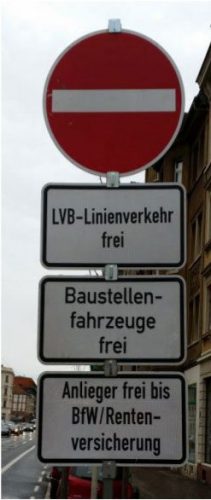 LVB-Linienverkehr
frei
Baustellen-
fahrzeuge
frei
Anlieger frei bis
BfW/Renten-
versicherung